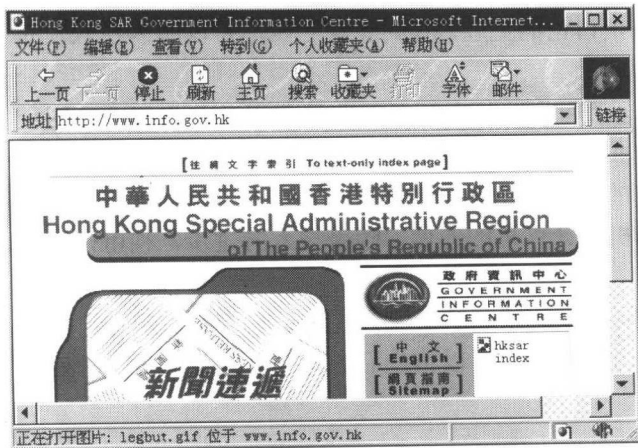 Hong Kong SAR Government Information Centre - Microsoft Internet...
文件(F) 编辑(E) 查看(V) 转到(G) 个人收藏夹(A) 帮助(H)
上一页 下一页 停止 刷新 主页 搜索 收藏夹 打印 字体 邮件
地址 http://www.info.gov.hk 链接
[往 純 文 字 索 引 To text-only index page]
中華人民共和國香港特別行政區
Hong Kong Special Administrative Region
of The People's Republic of China
政府資訊中心
GOVERNMENT
INFORMATION
CENTRE
新聞速遞
[中 文
English]
[網頁指南
Sitemap]
hksar
index
正在打开图片: legbut.gif 位于 www.info.gov.hk